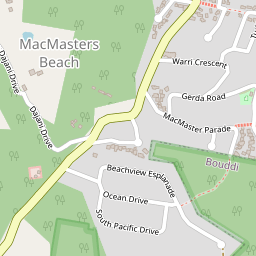 MacMasters
Beach
Dajani Drive
Warri Crescent
Gerda Road
MacMaster Parade
Dajani Drive
Bouddi
Beachview Esplanade
Ocean Drive
South Pacific Drive